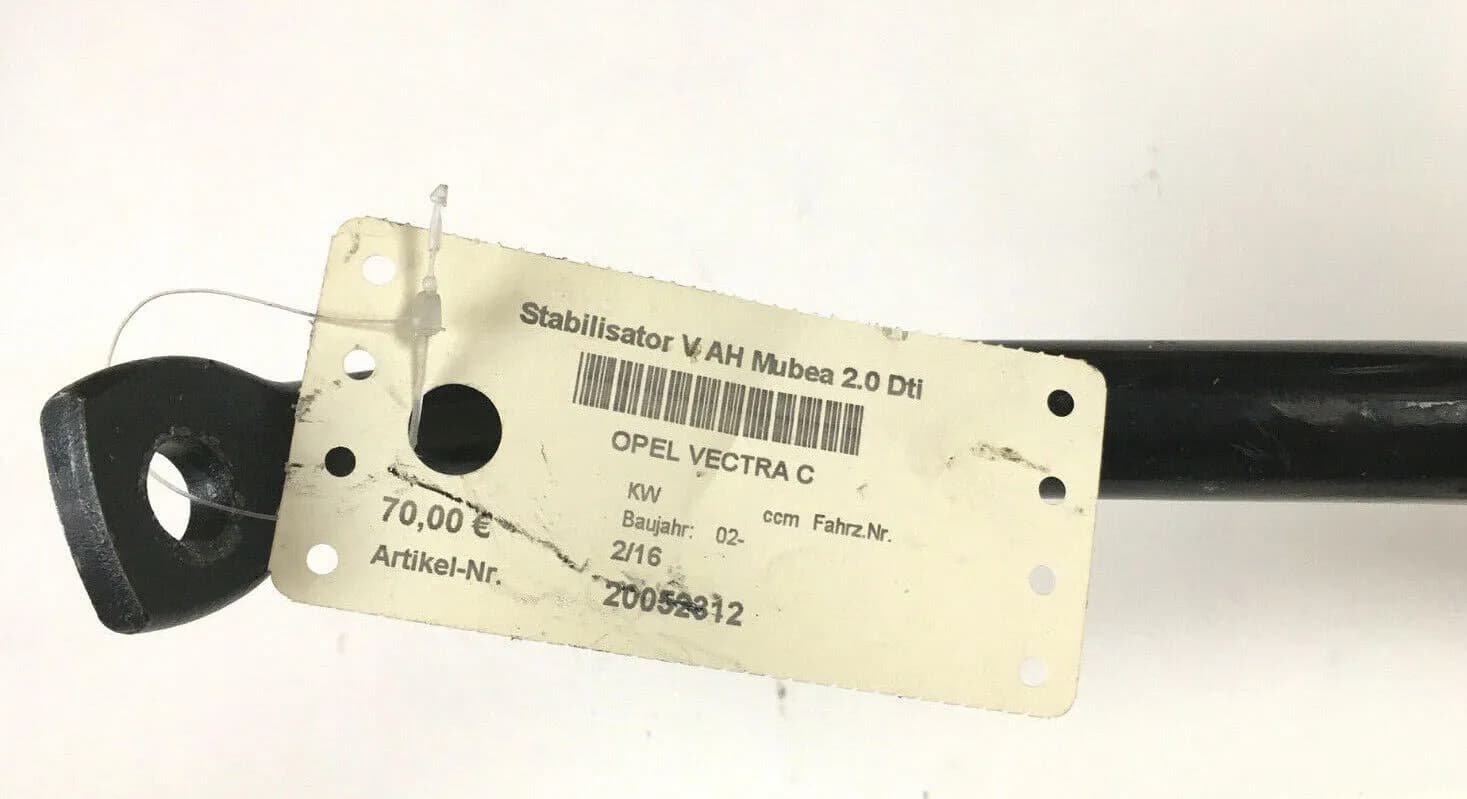 Stabilisator V AH Mubea 2.0 Dti
OPEL VECTRA C
KW ccm Fahrz.Nr.
Baujahr: 02-
70,00 € 2/16
Artikel-Nr. 20052312